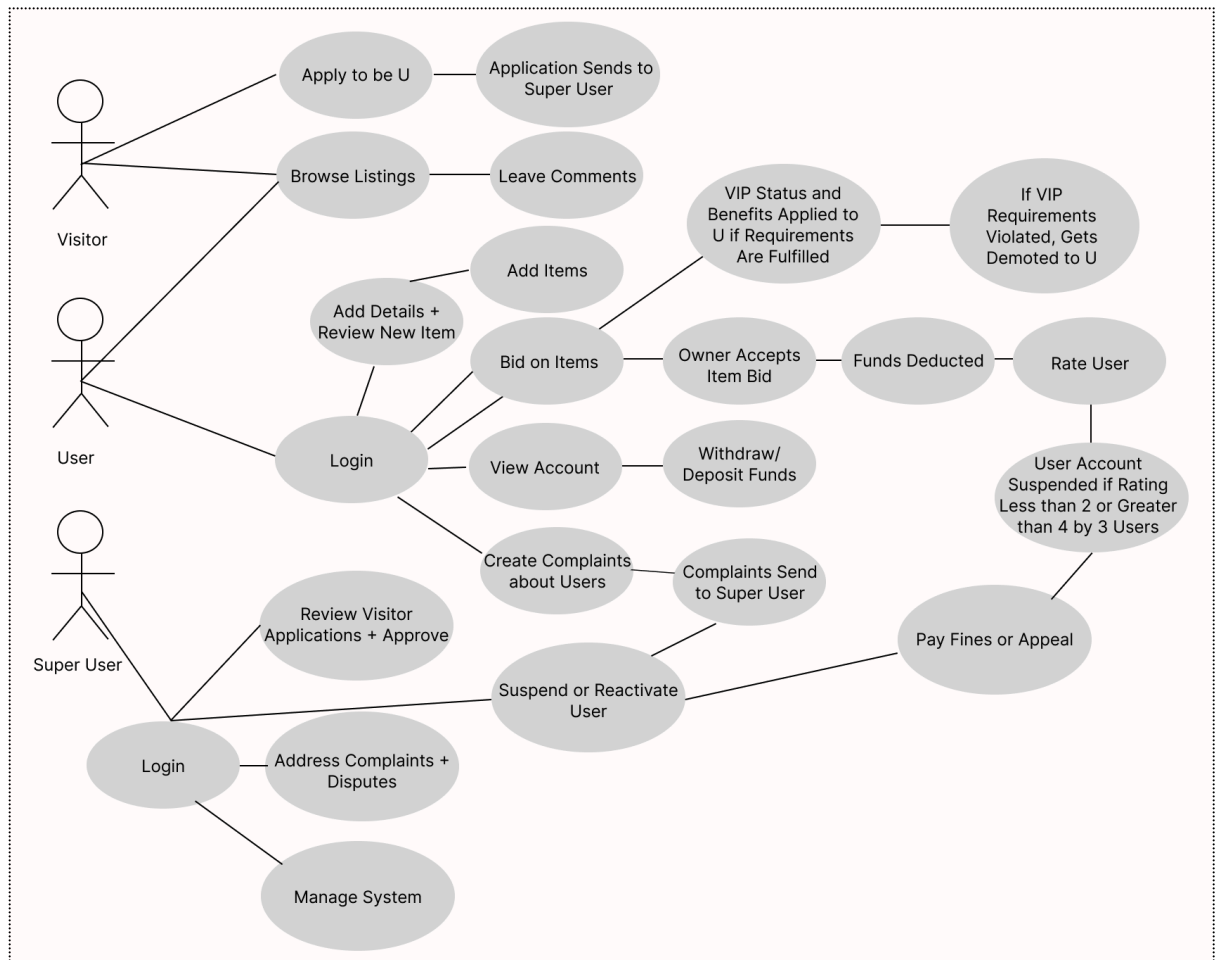 Apply to be U
Application Sends to
Super User
Visitor
Browse Listings
Leave Comments
VIP Status and
Benefits Applied to
U if Requirements
Are Fulfilled
If VIP
Requirements
Violated, Gets
Demoted to U
User
Add Details +
Review New Item
Add Items
Bid on Items
Owner Accepts
Item Bid
Funds Deducted
Rate User
Login
View Account
Withdraw/
Deposit Funds
User Account
Suspended if Rating
Less than 2 or Greater
than 4 by 3 Users
Create Complaints
about Users
Complaints Send
to Super User
Super User
Review Visitor
Applications + Approve
Pay Fines or Appeal
Suspend or Reactivate
User
Login
Address Complaints +
Disputes
Manage System